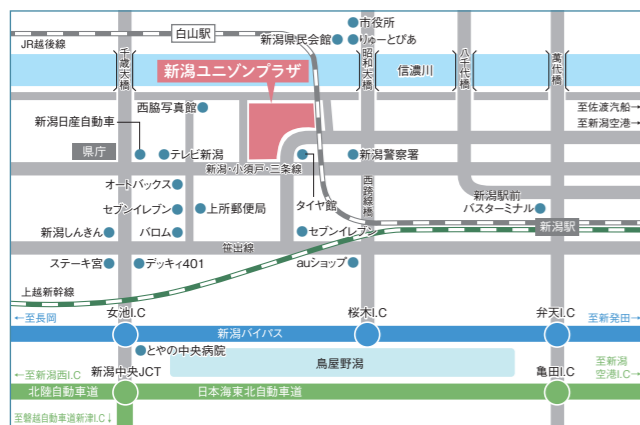 市役所
白山駅
新潟県民会館
りゅーとぴあ
JR越後線
千歳大橋
昭和大橋
八千代橋
萬代橋
信濃川
新潟ユニゾンプラザ
西脇写真館
至佐渡汽船→
至新潟空港→
新潟日産自動車
県庁
テレビ新潟
新潟警察署
新潟・小須戸・三条線
オートバックス
タイヤ館
西跨線橋
新潟駅前
バスターミナル
セブンイレブン
上所郵便局
新潟しんきん
バロム
セブンイレブン
新潟駅
笹出線
ステーキ宮
デッキィ401
auショップ
上越新幹線
女池I.C
桜木I.C
弁天I.C
←至長岡
新潟バイパス
→至新発田
とやの中央病院
鳥屋野潟
←至新潟西I.C
新潟中央JCT
亀田I.C
至新潟
空港I.C→
北陸自動車道
日本海東北自動車道
至磐越自動車道新津I.C↓